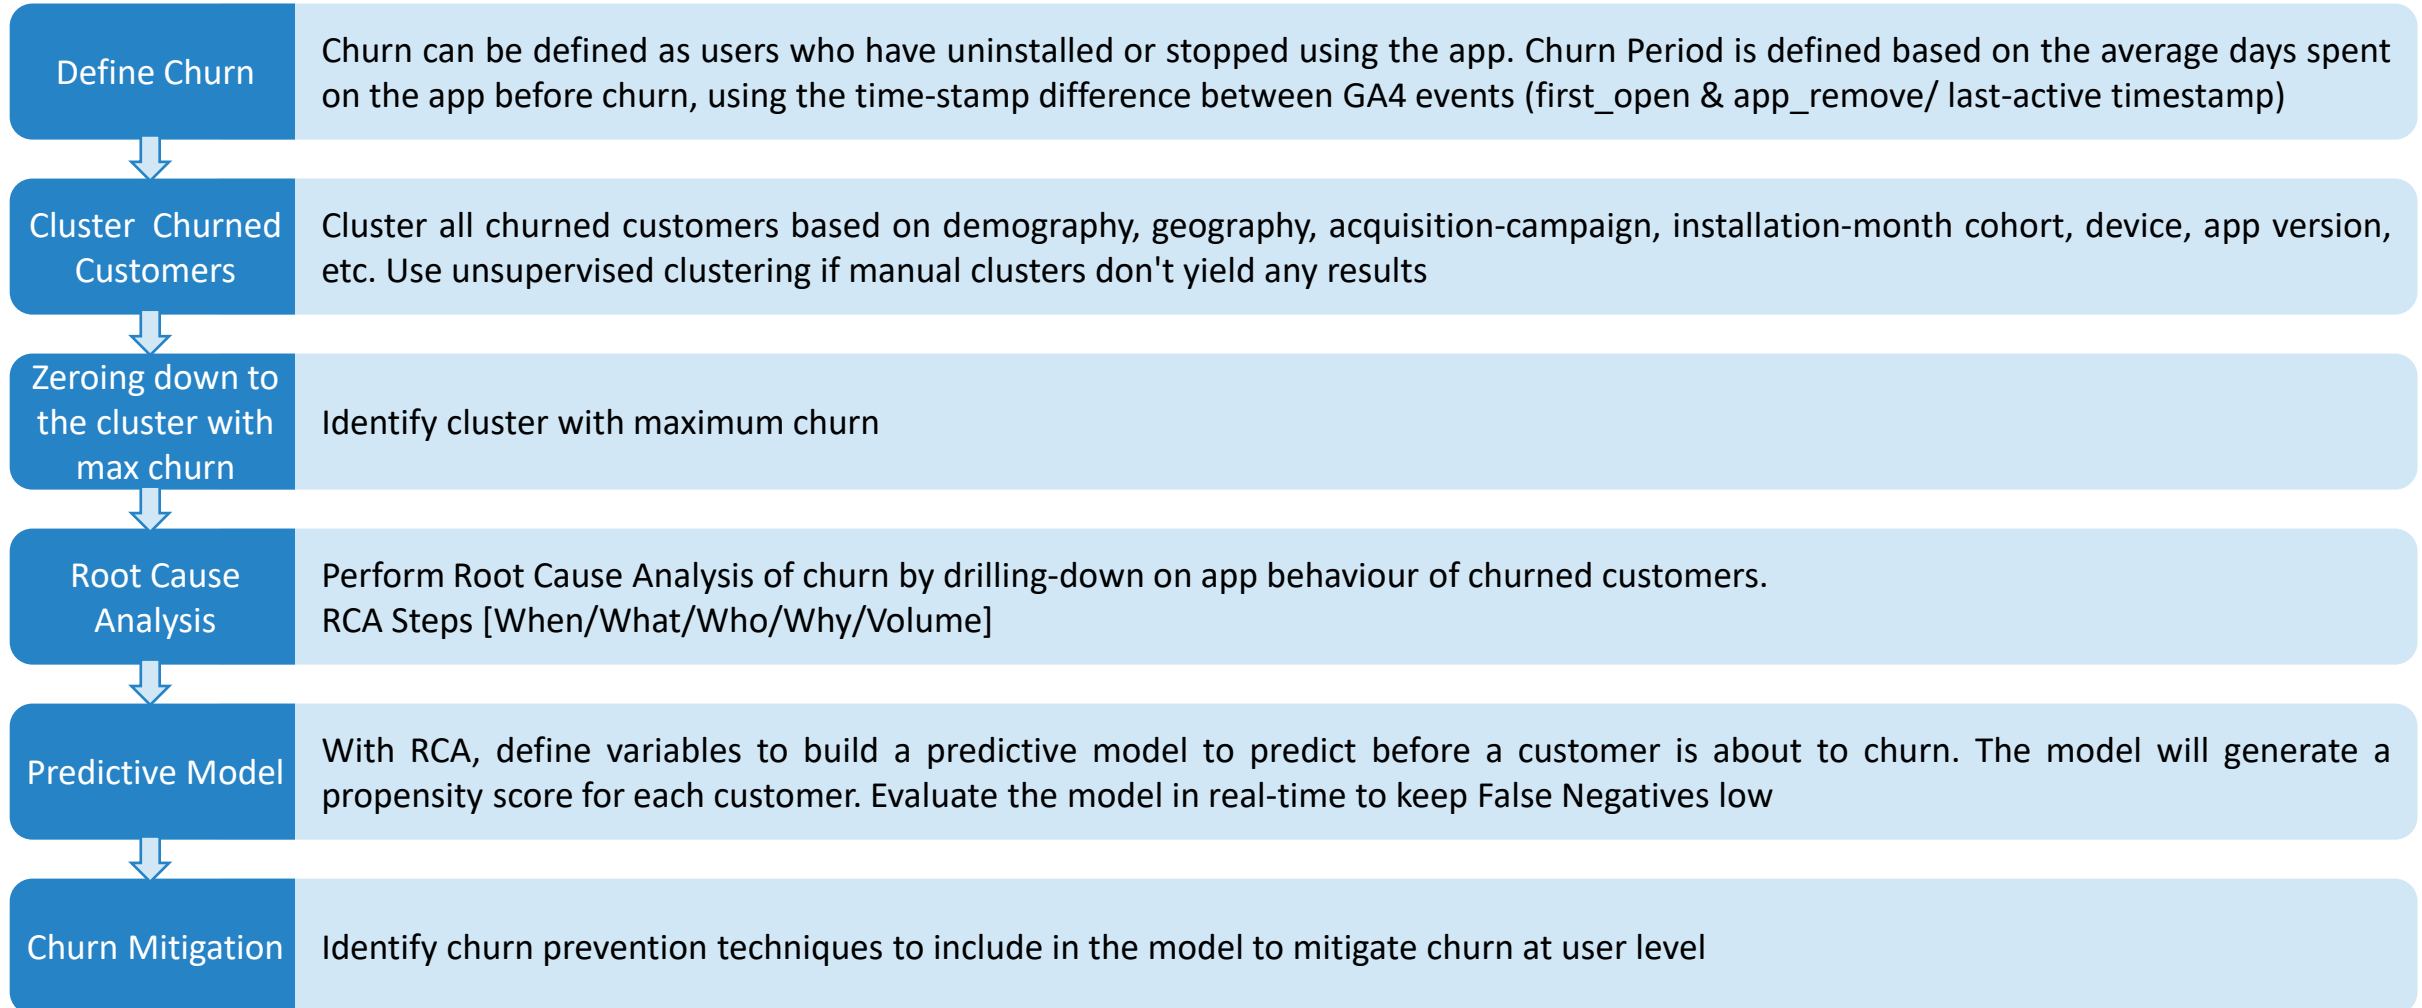 Define Churn
Churn can be defined as users who have uninstalled or stopped using the app. Churn Period is defined based on the average days spent
on the app before churn, using the time-stamp difference between GA4 events (first_open & app_remove/ last-active timestamp)
Cluster Churned
Customers
Cluster all churned customers based on demography, geography, acquisition-campaign, installation-month cohort, device, app version,
etc. Use unsupervised clustering if manual clusters don't yield any results
Zeroing down to
the cluster with
max churn
Identify cluster with maximum churn
Root Cause
Analysis
Perform Root Cause Analysis of churn by drilling-down on app behaviour of churned customers.
RCA Steps [When/What/Who/Why/Volume]
Predictive Model
With RCA, define variables to build a predictive model to predict before a customer is about to churn. The model will generate a
propensity score for each customer. Evaluate the model in real-time to keep False Negatives low
Churn Mitigation
Identify churn prevention techniques to include in the model to mitigate churn at user level